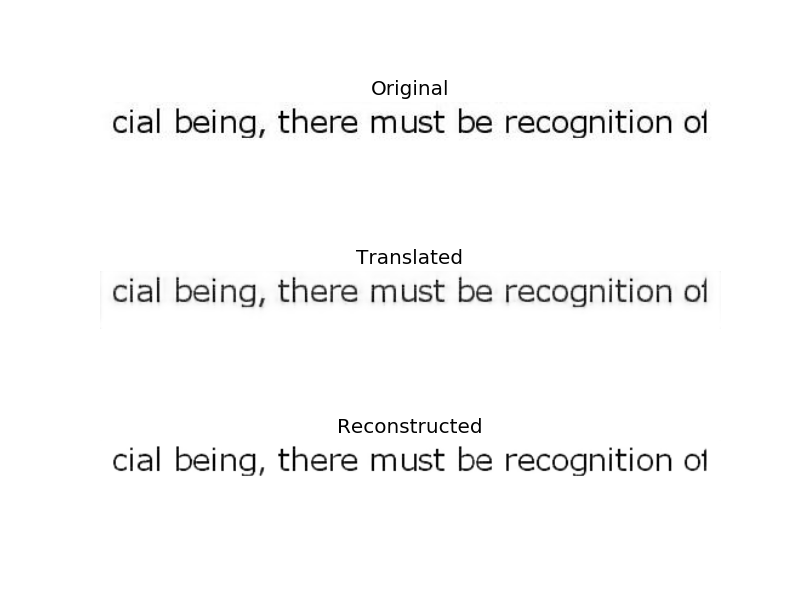 Original
cial being, there must be recognition of
Translated
cial being, there must be recognition of
Reconstructed
cial being, there must be recognition of